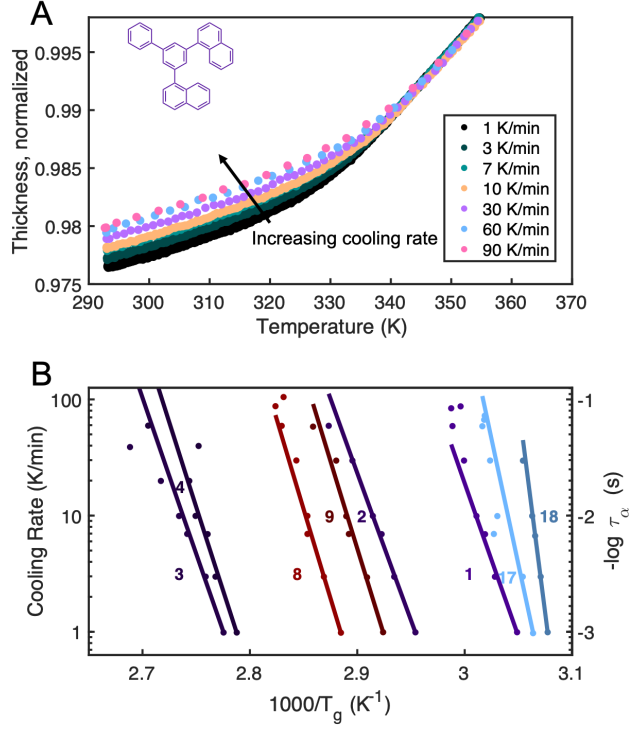 A
Thickness, normalized
0.995
0.99
0.985
0.98
0.975
290
300
310
320
330
340
350
360
370
Temperature (K)
Increasing cooling rate
1 K/min
3 K/min
7 K/min
10 K/min
30 K/min
60 K/min
90 K/min
B
Cooling Rate (K/min)
100
10
1
-1
-2
-3
-log τα (s)
4
3
9
2
8
1
17
18
2.7
2.8
2.9
3
3.1
1000/Tg (K-1)